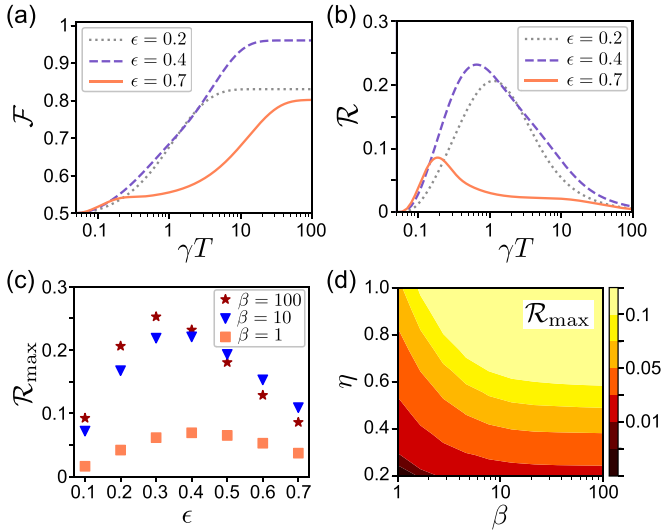 (a)
1
0.9
0.8
0.7
0.6
0.5
ℱ
ϵ = 0.2
ϵ = 0.4
ϵ = 0.7
0.1 1 10 100
γT
(b)
0.3
0.2
0.1
0
ℛ
ϵ = 0.2
ϵ = 0.4
ϵ = 0.7
0.1 1 10 100
γT
(c)
0.3
0.2
0.1
0
ℛmax
β = 100
β = 10
β = 1
0.1 0.2 0.3 0.4 0.5 0.6 0.7
ϵ
(d)
1.0
0.8
0.6
0.4
0.2
η
ℛmax
1 10 100
β
0.1
0.05
0.01